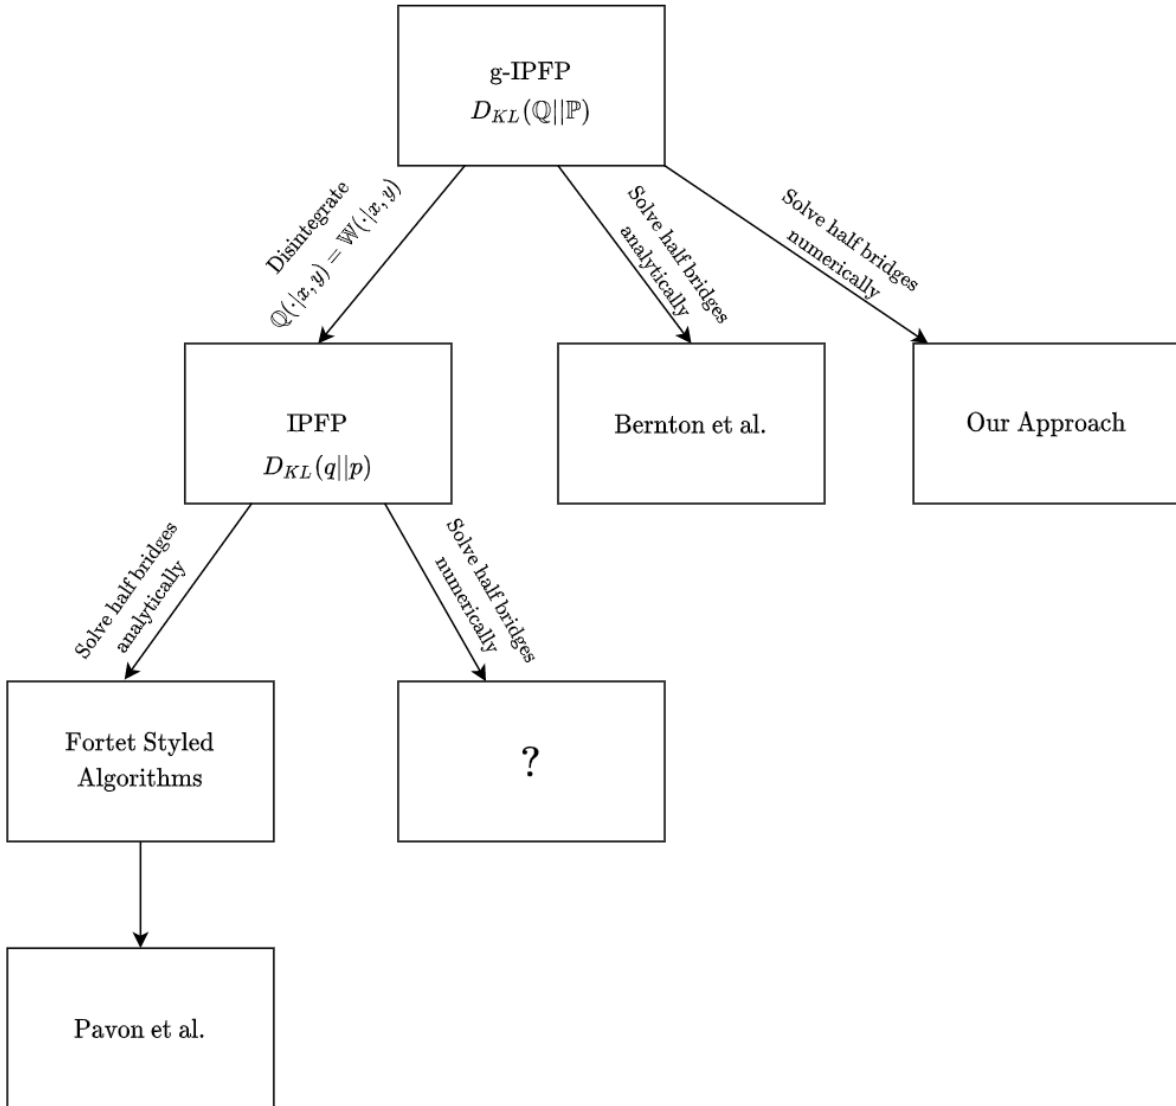 g-IPFP
D_{KL}(ℚ||ℙ)
Disintegrate
ℚ(·|x, y) = 𝕎(·|x, y)
Solve half bridges
analytically
Solve half bridges
numerically
IPFP
D_{KL}(q||p)
Bernton et al.
Our Approach
Solve half bridges
analytically
Solve half bridges
numerically
Fortet Styled
Algorithms
?
Pavon et al.